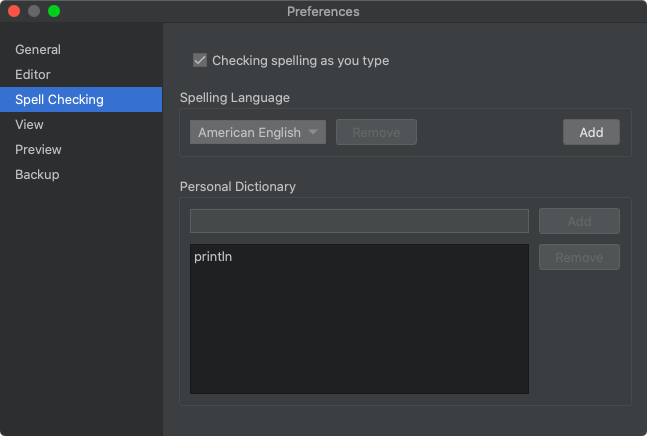 Preferences
General
Editor
Spell Checking
View
Preview
Backup
Checking spelling as you type
Spelling Language
American English Remove Add
Personal Dictionary
Add
println Remove